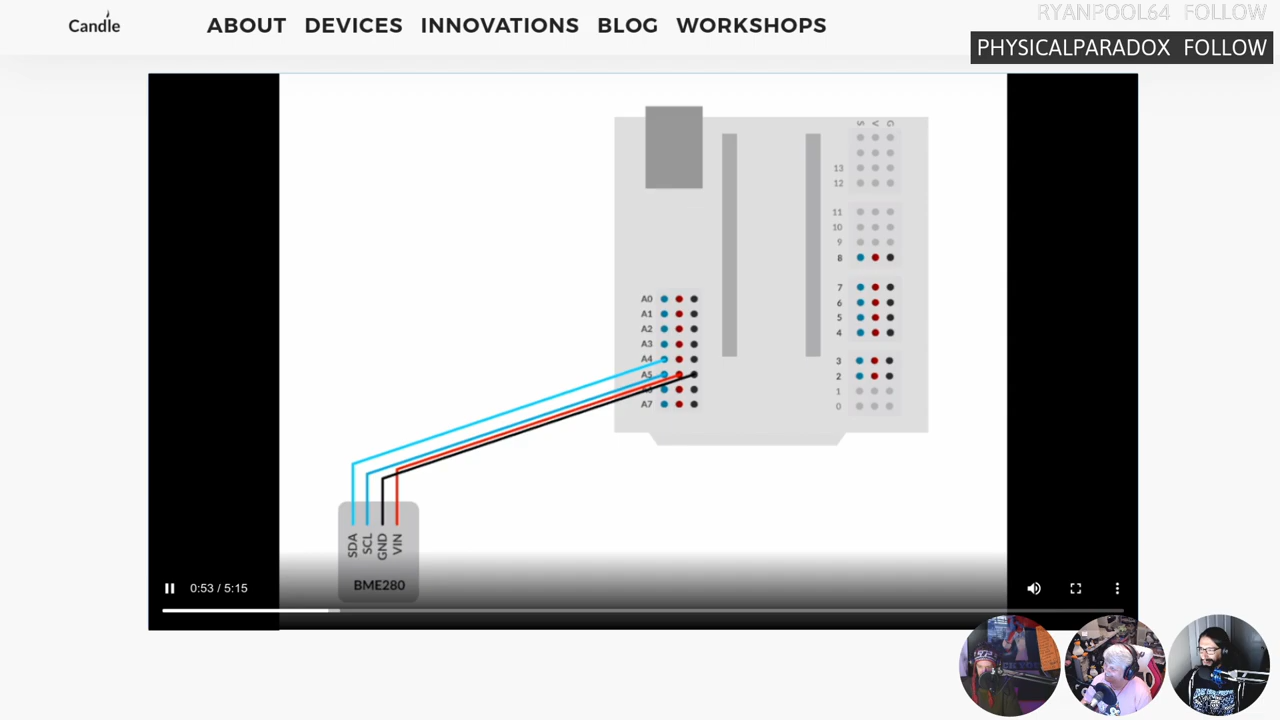 Candle
ABOUT DEVICES INNOVATIONS BLOG WORKSHOPS
RYANPOOL64 FOLLOW
PHYSICALPARADOX FOLLOW
S V G
13
12
11
10
9
8
7
6
5
4
3
2
1
0
A0
A1
A2
A3
A4
A5
A7
SDA
SCL
GND
VIN
BME280
0:53 / 5:15